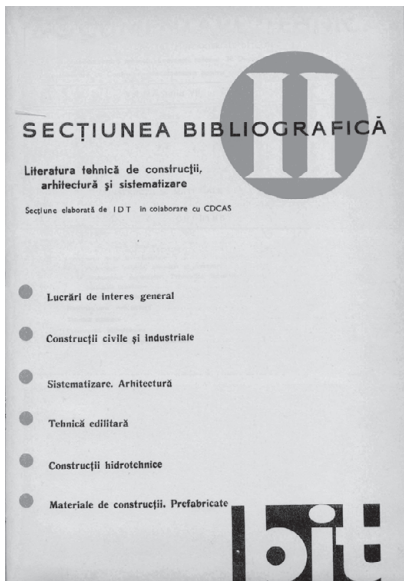 II
SECȚIUNEA BIBLIOGRAFICĂ
Literatura tehnică de construcții,
arhitectură și sistematizare
Secțiune elaborată de IDT în colaborare cu CDCAS
Lucrări de interes general
Construcții civile și industriale
Sistematizare. Arhitectură
Tehnică edilitară
Construcții hidrotehnice
Materiale de construcții. Prefabricate
bit